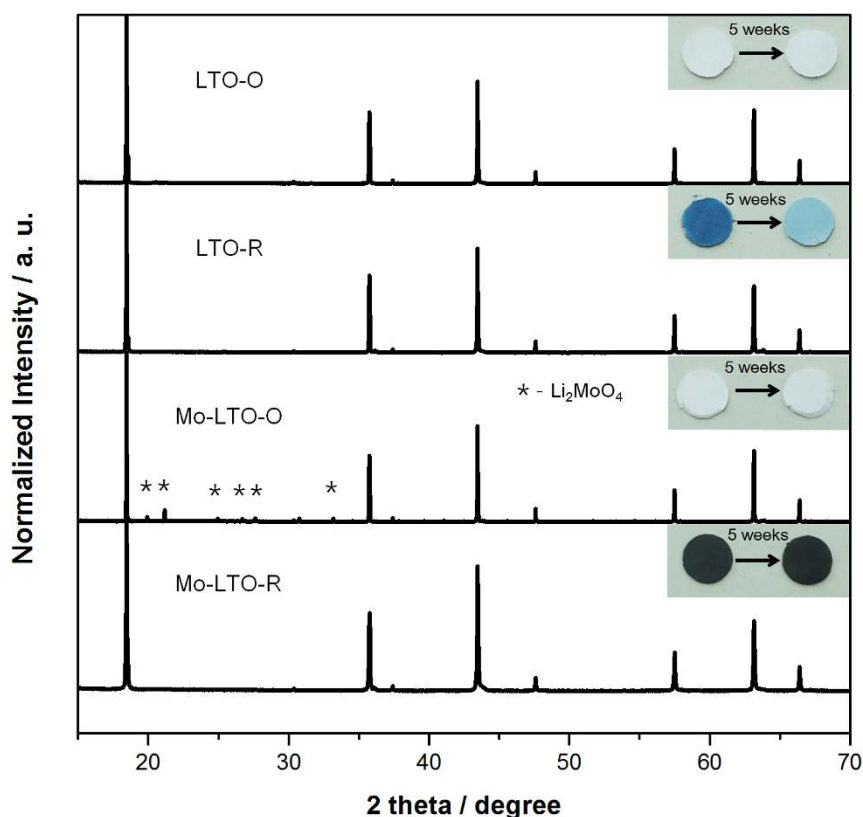 5 weeks
LTO-O
5 weeks
LTO-R
5 weeks
* - Li₂MoO₄
Mo-LTO-O
* * * * * *
5 weeks
Mo-LTO-R
Normalized Intensity / a. u.
20 30 40 50 60 70
2 theta / degree